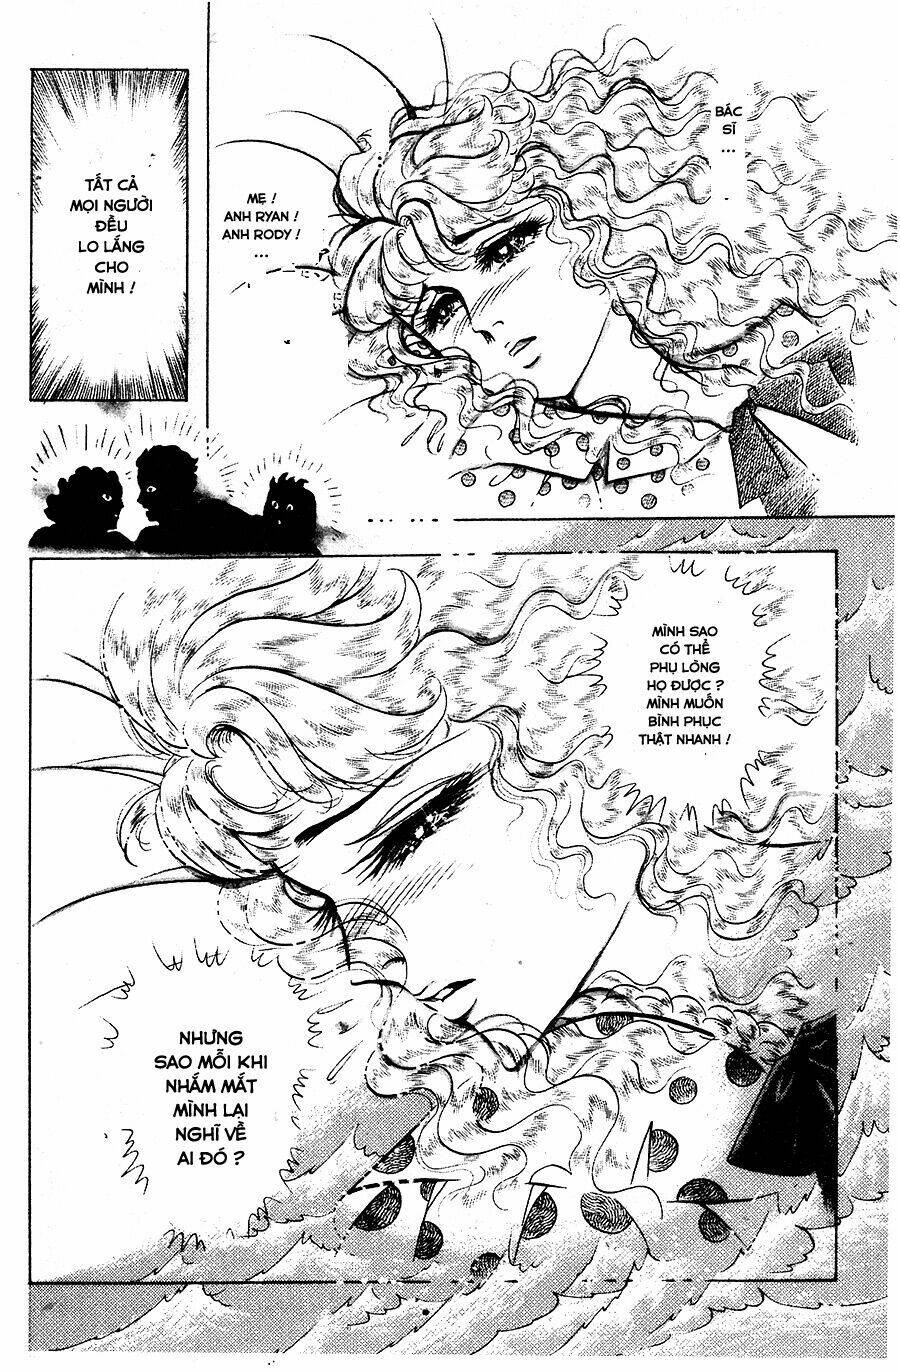 BÁC
SĨ
...
MẸ !
ANH RYAN !
ANH RODY !
...
TẤT CẢ
MỌI NGƯỜI
ĐỀU
LO LẮNG
CHO
MÌNH !
MÌNH SAO
CÓ THỂ
PHỤ LÒNG
HỌ ĐƯỢC ?
MÌNH MUỐN
BÌNH PHỤC
THẬT NHANH !
NHƯNG
SAO MỖI KHI
NHẮM MẮT
MÌNH LẠI
NGHĨ VỀ
AI ĐÓ ?